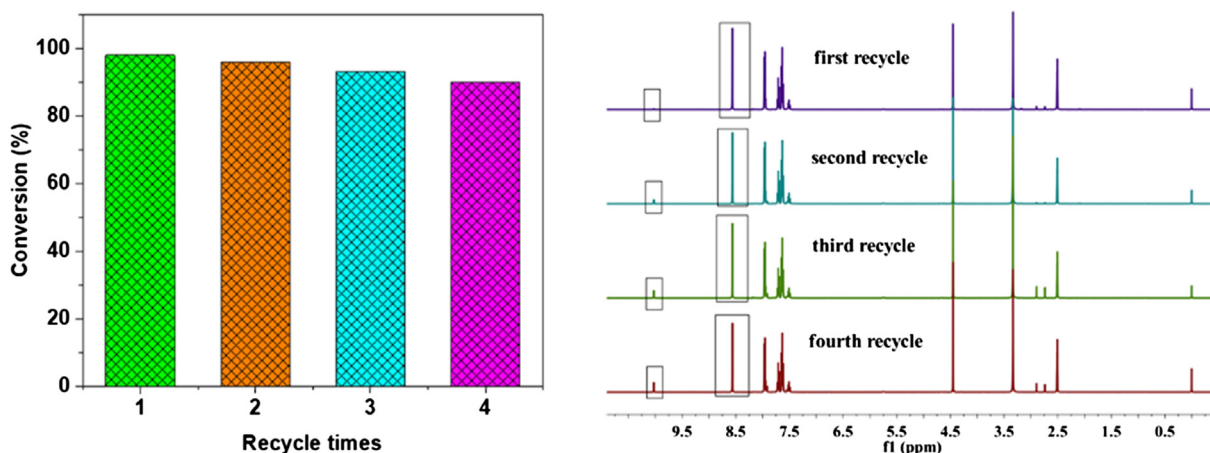 100
80
60
40
20
0
Conversion (%)
1 2 3 4
Recycle times
first recycle
second recycle
third recycle
fourth recycle
9.5 8.5 7.5 6.5 5.5 4.5 3.5 2.5 1.5 0.5
f1 (ppm)